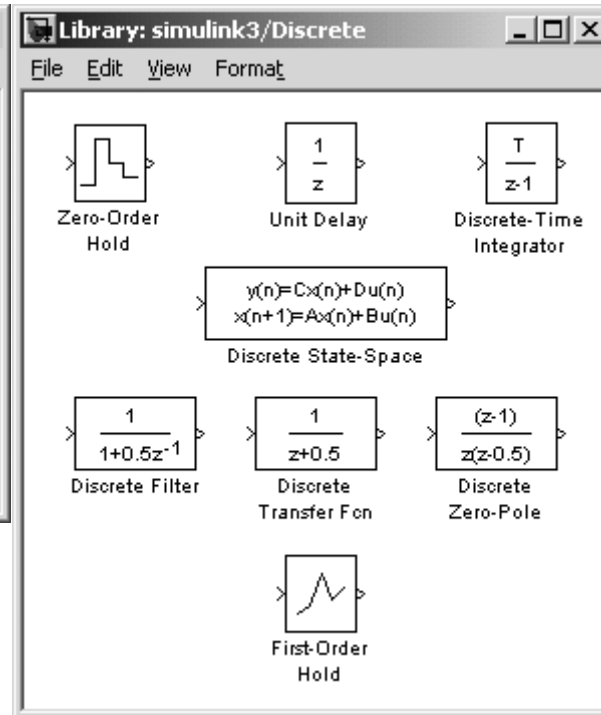 Library: simulink3/Discrete
File Edit View Format
1
z
T
z-1
Zero-Order
Hold
Unit Delay
Discrete-Time
Integrator
y(n)=Cx(n)+Du(n)
x(n+1)=Ax(n)+Bu(n)
Discrete State-Space
1
1+0.5z-1
1
z+0.5
(z-1)
z(z-0.5)
Discrete Filter
Discrete
Transfer Fcn
Discrete
Zero-Pole
First-Order
Hold